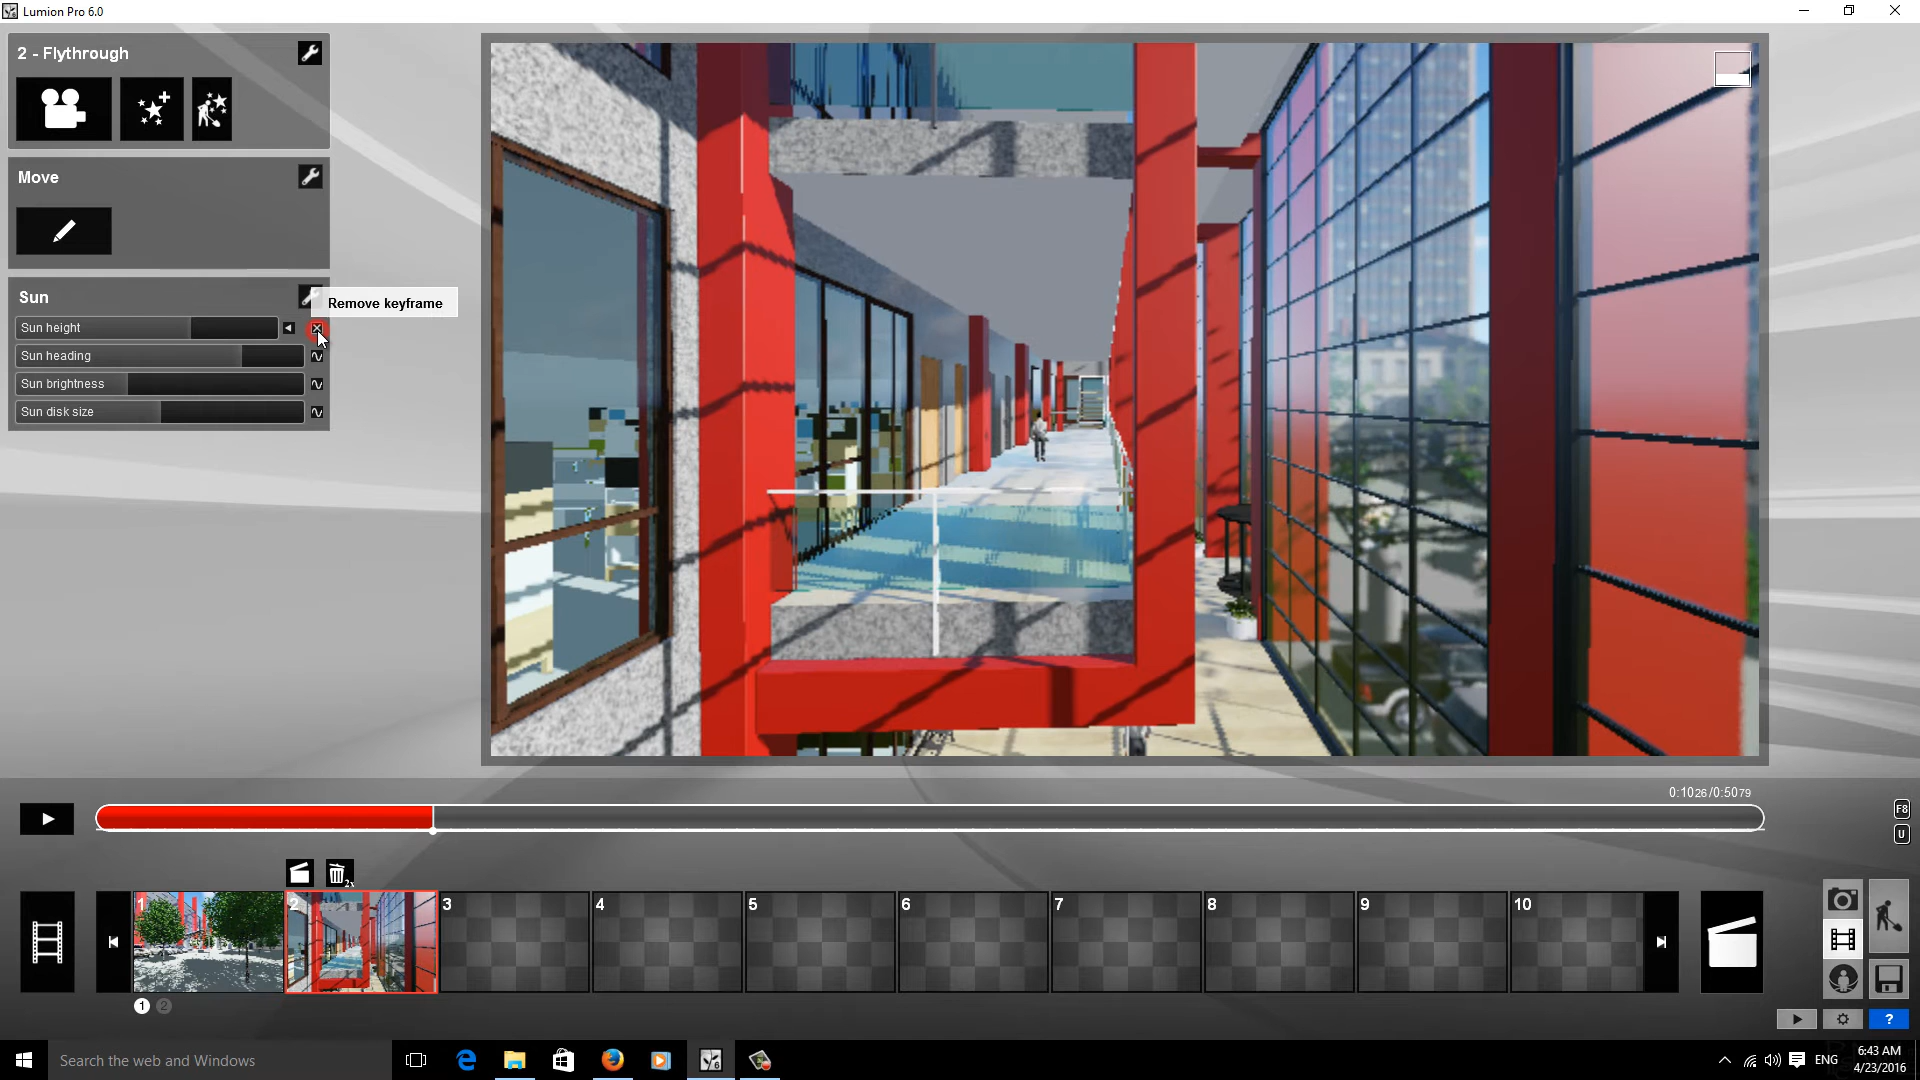 Lumion Pro 6.0
2 - Flythrough
Move
Sun
Remove keyframe
Sun height
Sun heading
Sun brightness
Sun disk size
0:1026/0:5079
F8
U
2x
1 2 3 4 5 6 7 8 9 10
1 2
?
Search the web and Windows
ENG
6:43 AM
4/23/2016